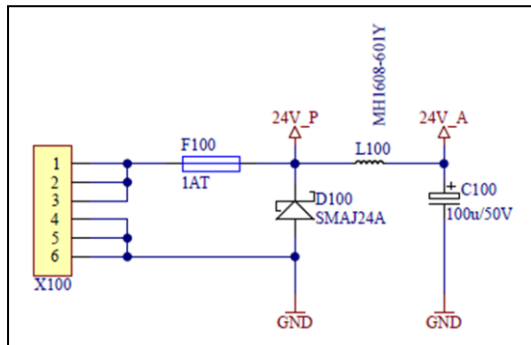 MH1608-601Y
24V_P
24V_A
F100
L100
1
1AT
2
D100
C100
3
SMAJ24A
100u/50V
4
5
6
X100
GND
GND
+